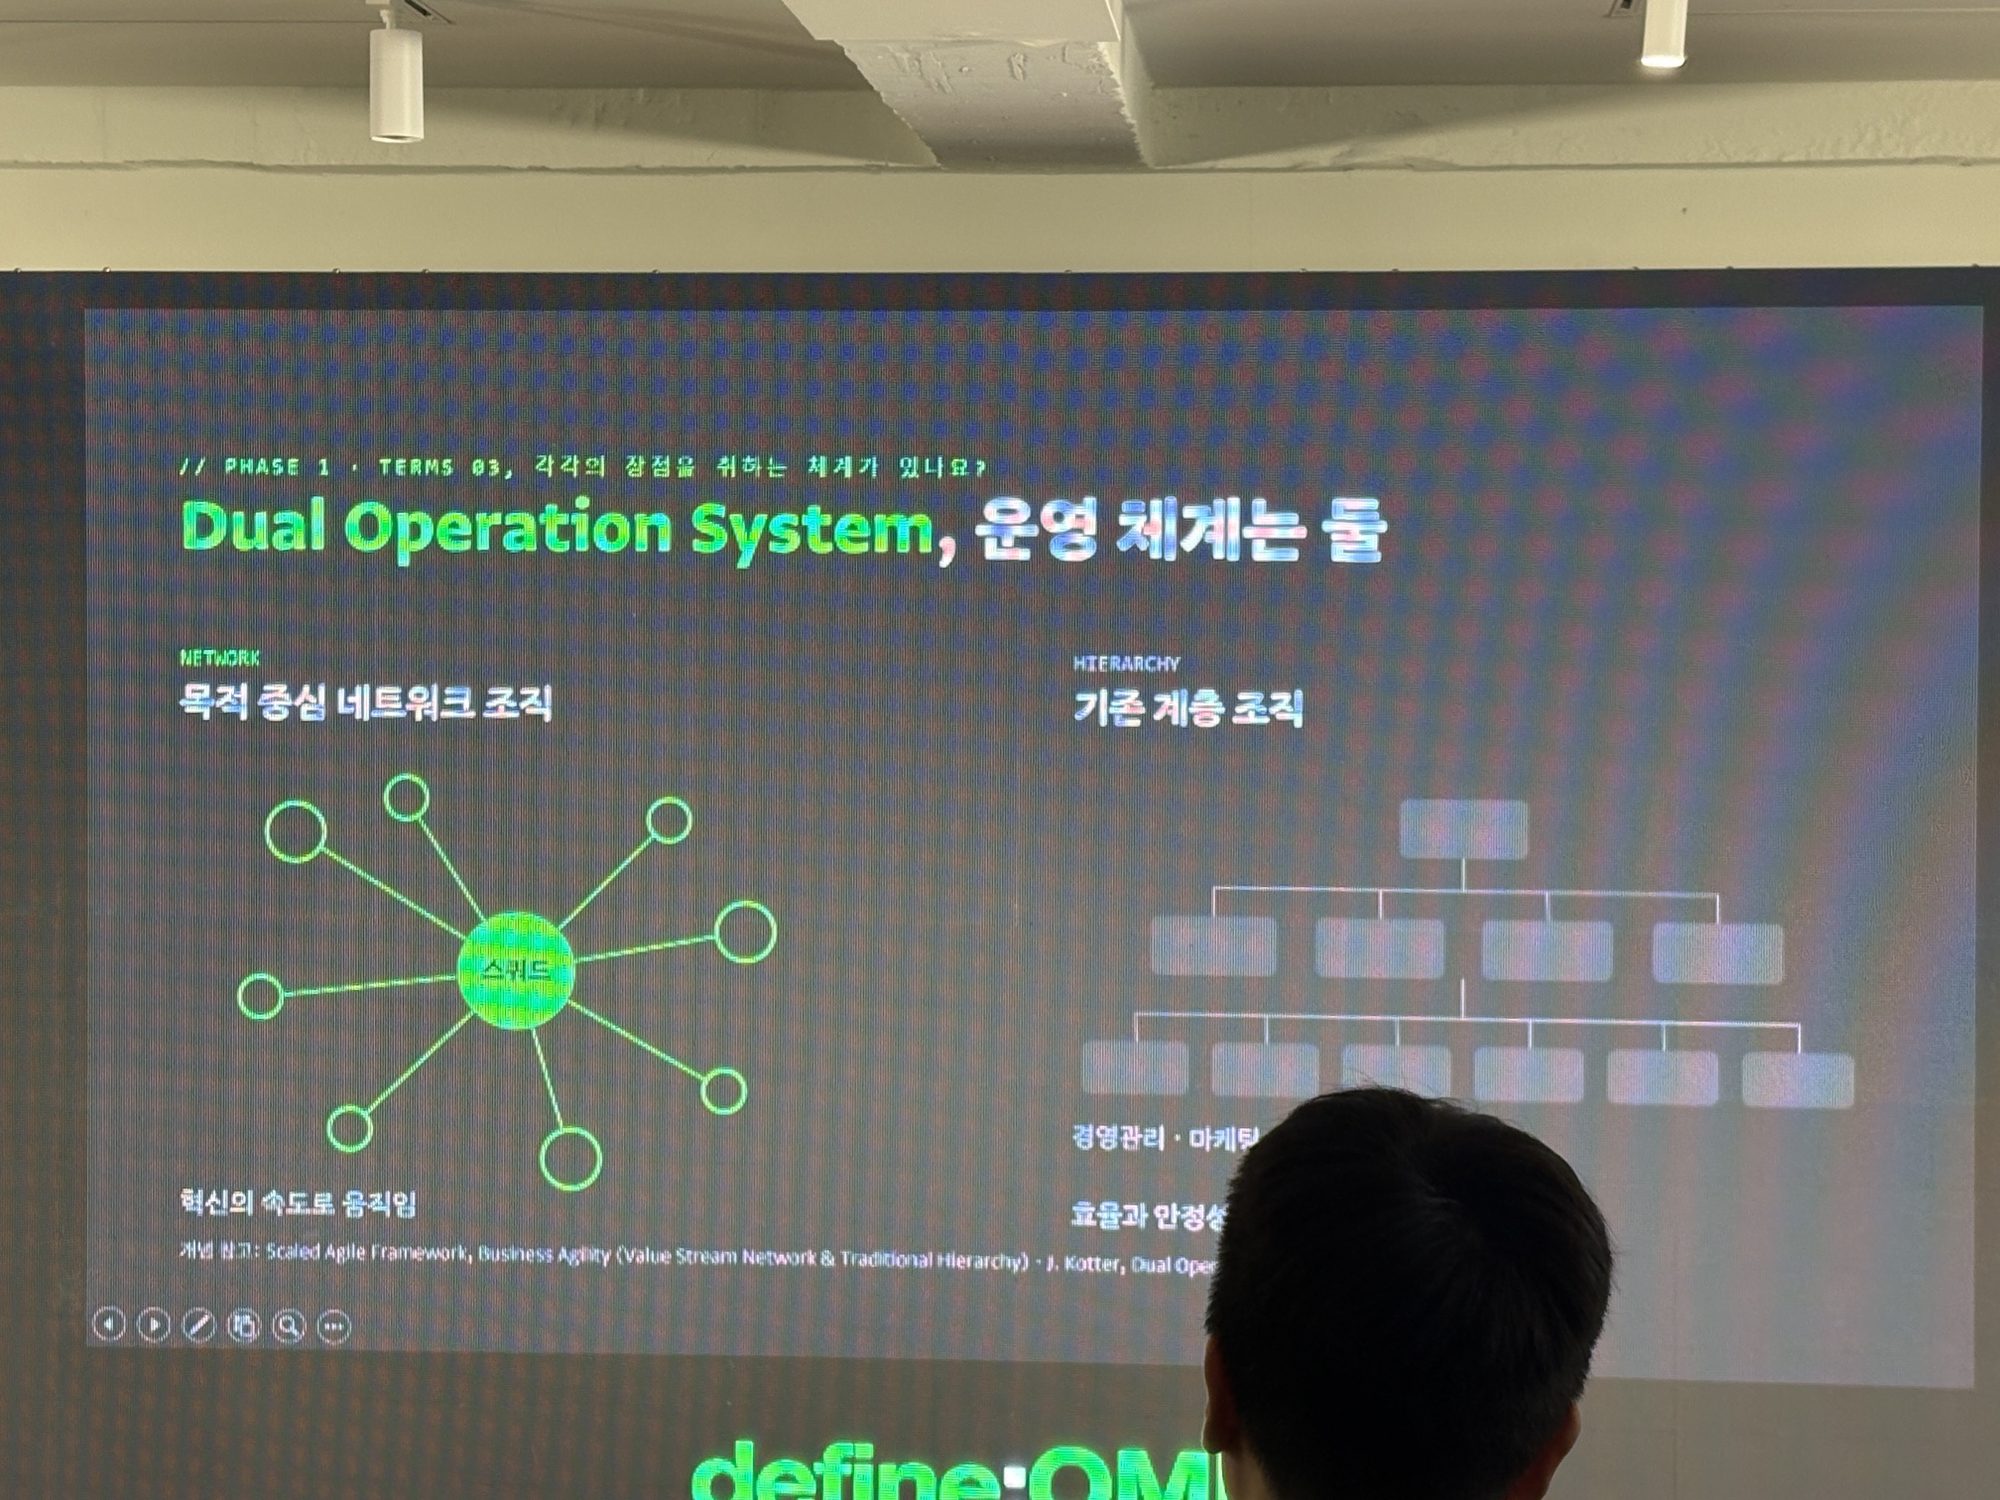 // PHASE 1 · TERMS 03, 각각의 장점을 취하는 체계가 있나요?
Dual Operation System, 운영 체계는 둘
NETWORK
목적 중심 네트워크 조직
스쿼드
혁신의 속도로 움직임
HIERARCHY
기존 계층 조직
경영관리 · 마케팅
효율과 안정성
개념 참고: Scaled Agile Framework, Business Agility (Value Stream Network & Traditional Hierarchy) · J. Kotter, Dual Oper
define:OM